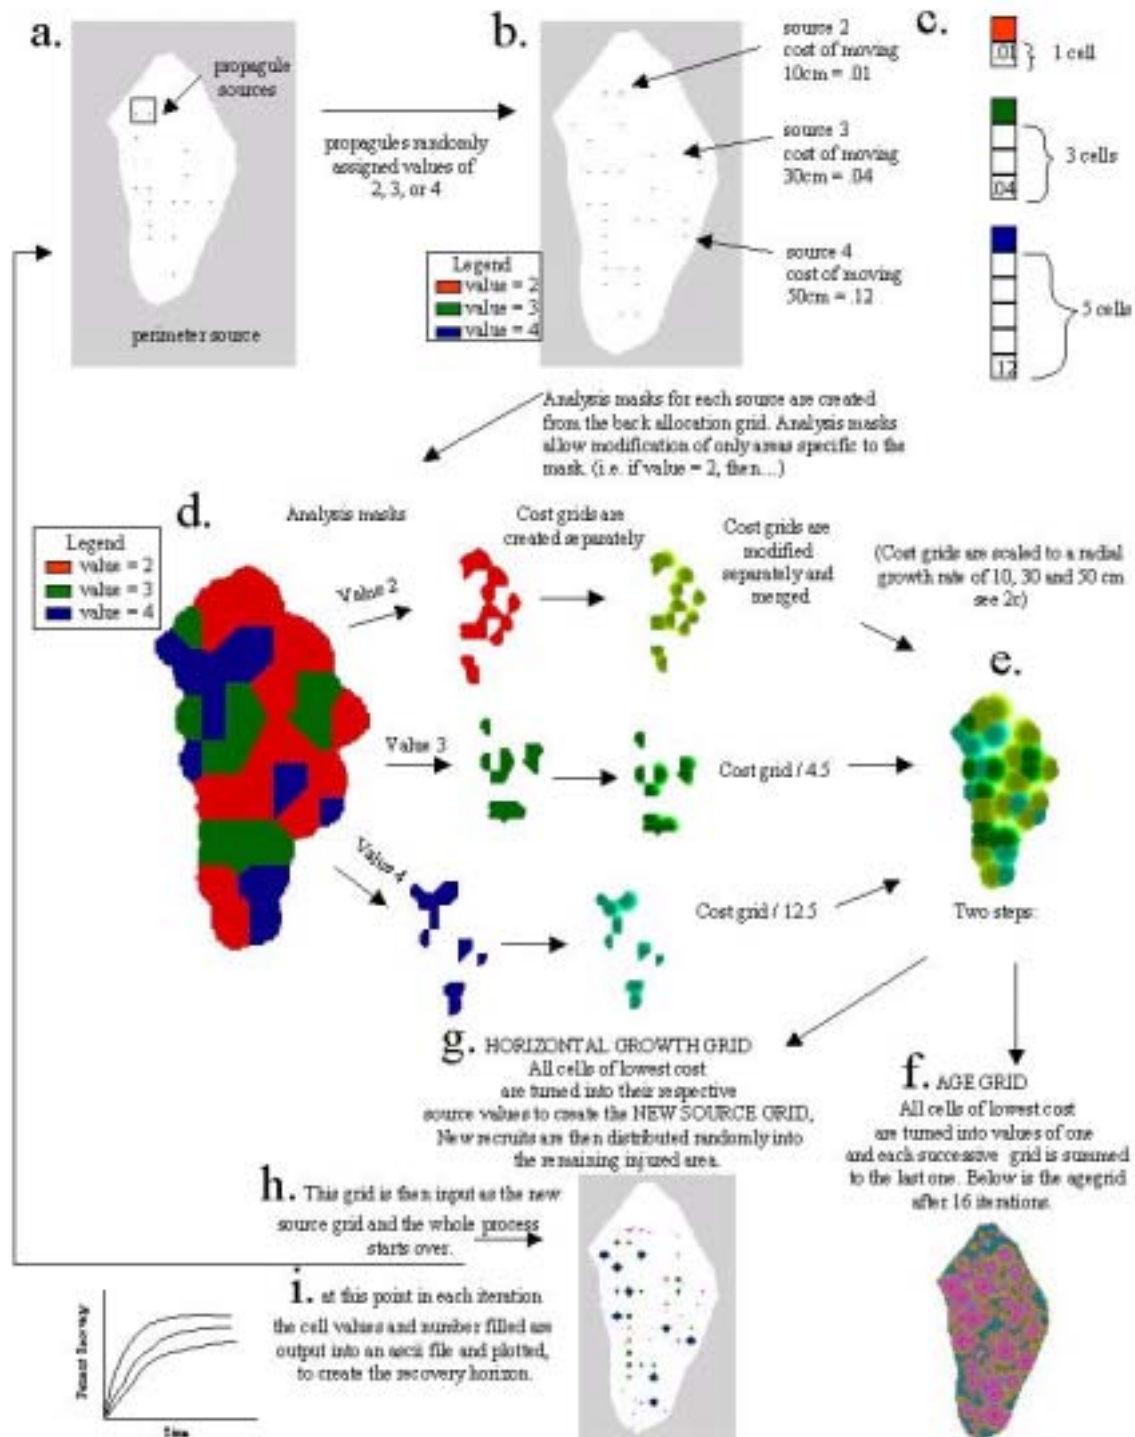 a.
propagule
sources
perimeter source
propagules randomly
assigned values of
2, 3, or 4
b.
source 2
cost of moving
10cm = .01
source 3
cost of moving
30cm = .04
source 4
cost of moving
50cm = .12
Legend
value = 2
value = 3
value = 4
c.
.01
1 cell
3 cells
.04
5 cells
.12
Analysis masks for each source are created
from the back allocation grid. Analysis masks
allow modification of only areas specific to the
mask. (i.e. if value = 2, then...)
d.
Legend
value = 2
value = 3
value = 4
Analysis masks
Cost grids are
created separately
Cost grids are
modified
separately and
merged
(Cost grids are scaled to a radial
growth rate of 10, 30 and 50 cm
see 2c)
Value 2
Value 3
Value 4
Cost grid / 4.5
Cost grid / 12.5
e.
Two steps:
g. HORIZONTAL GROWTH GRID
All cells of lowest cost
are turned into their respective
source values to create the NEW SOURCE GRID,
New recruits are then distributed randomly into
the remaining injured area.
f. AGE GRID
All cells of lowest cost
are turned into values of one
and each successive grid is summed
to the last one. Below is the agegrid
after 16 iterations.
h. This grid is then input as the new
source grid and the whole process
starts over.
i. at this point in each iteration
the cell values and number filled are
output into an ascii file and plotted,
to create the recovery horizon.
Percent Recovery
Time